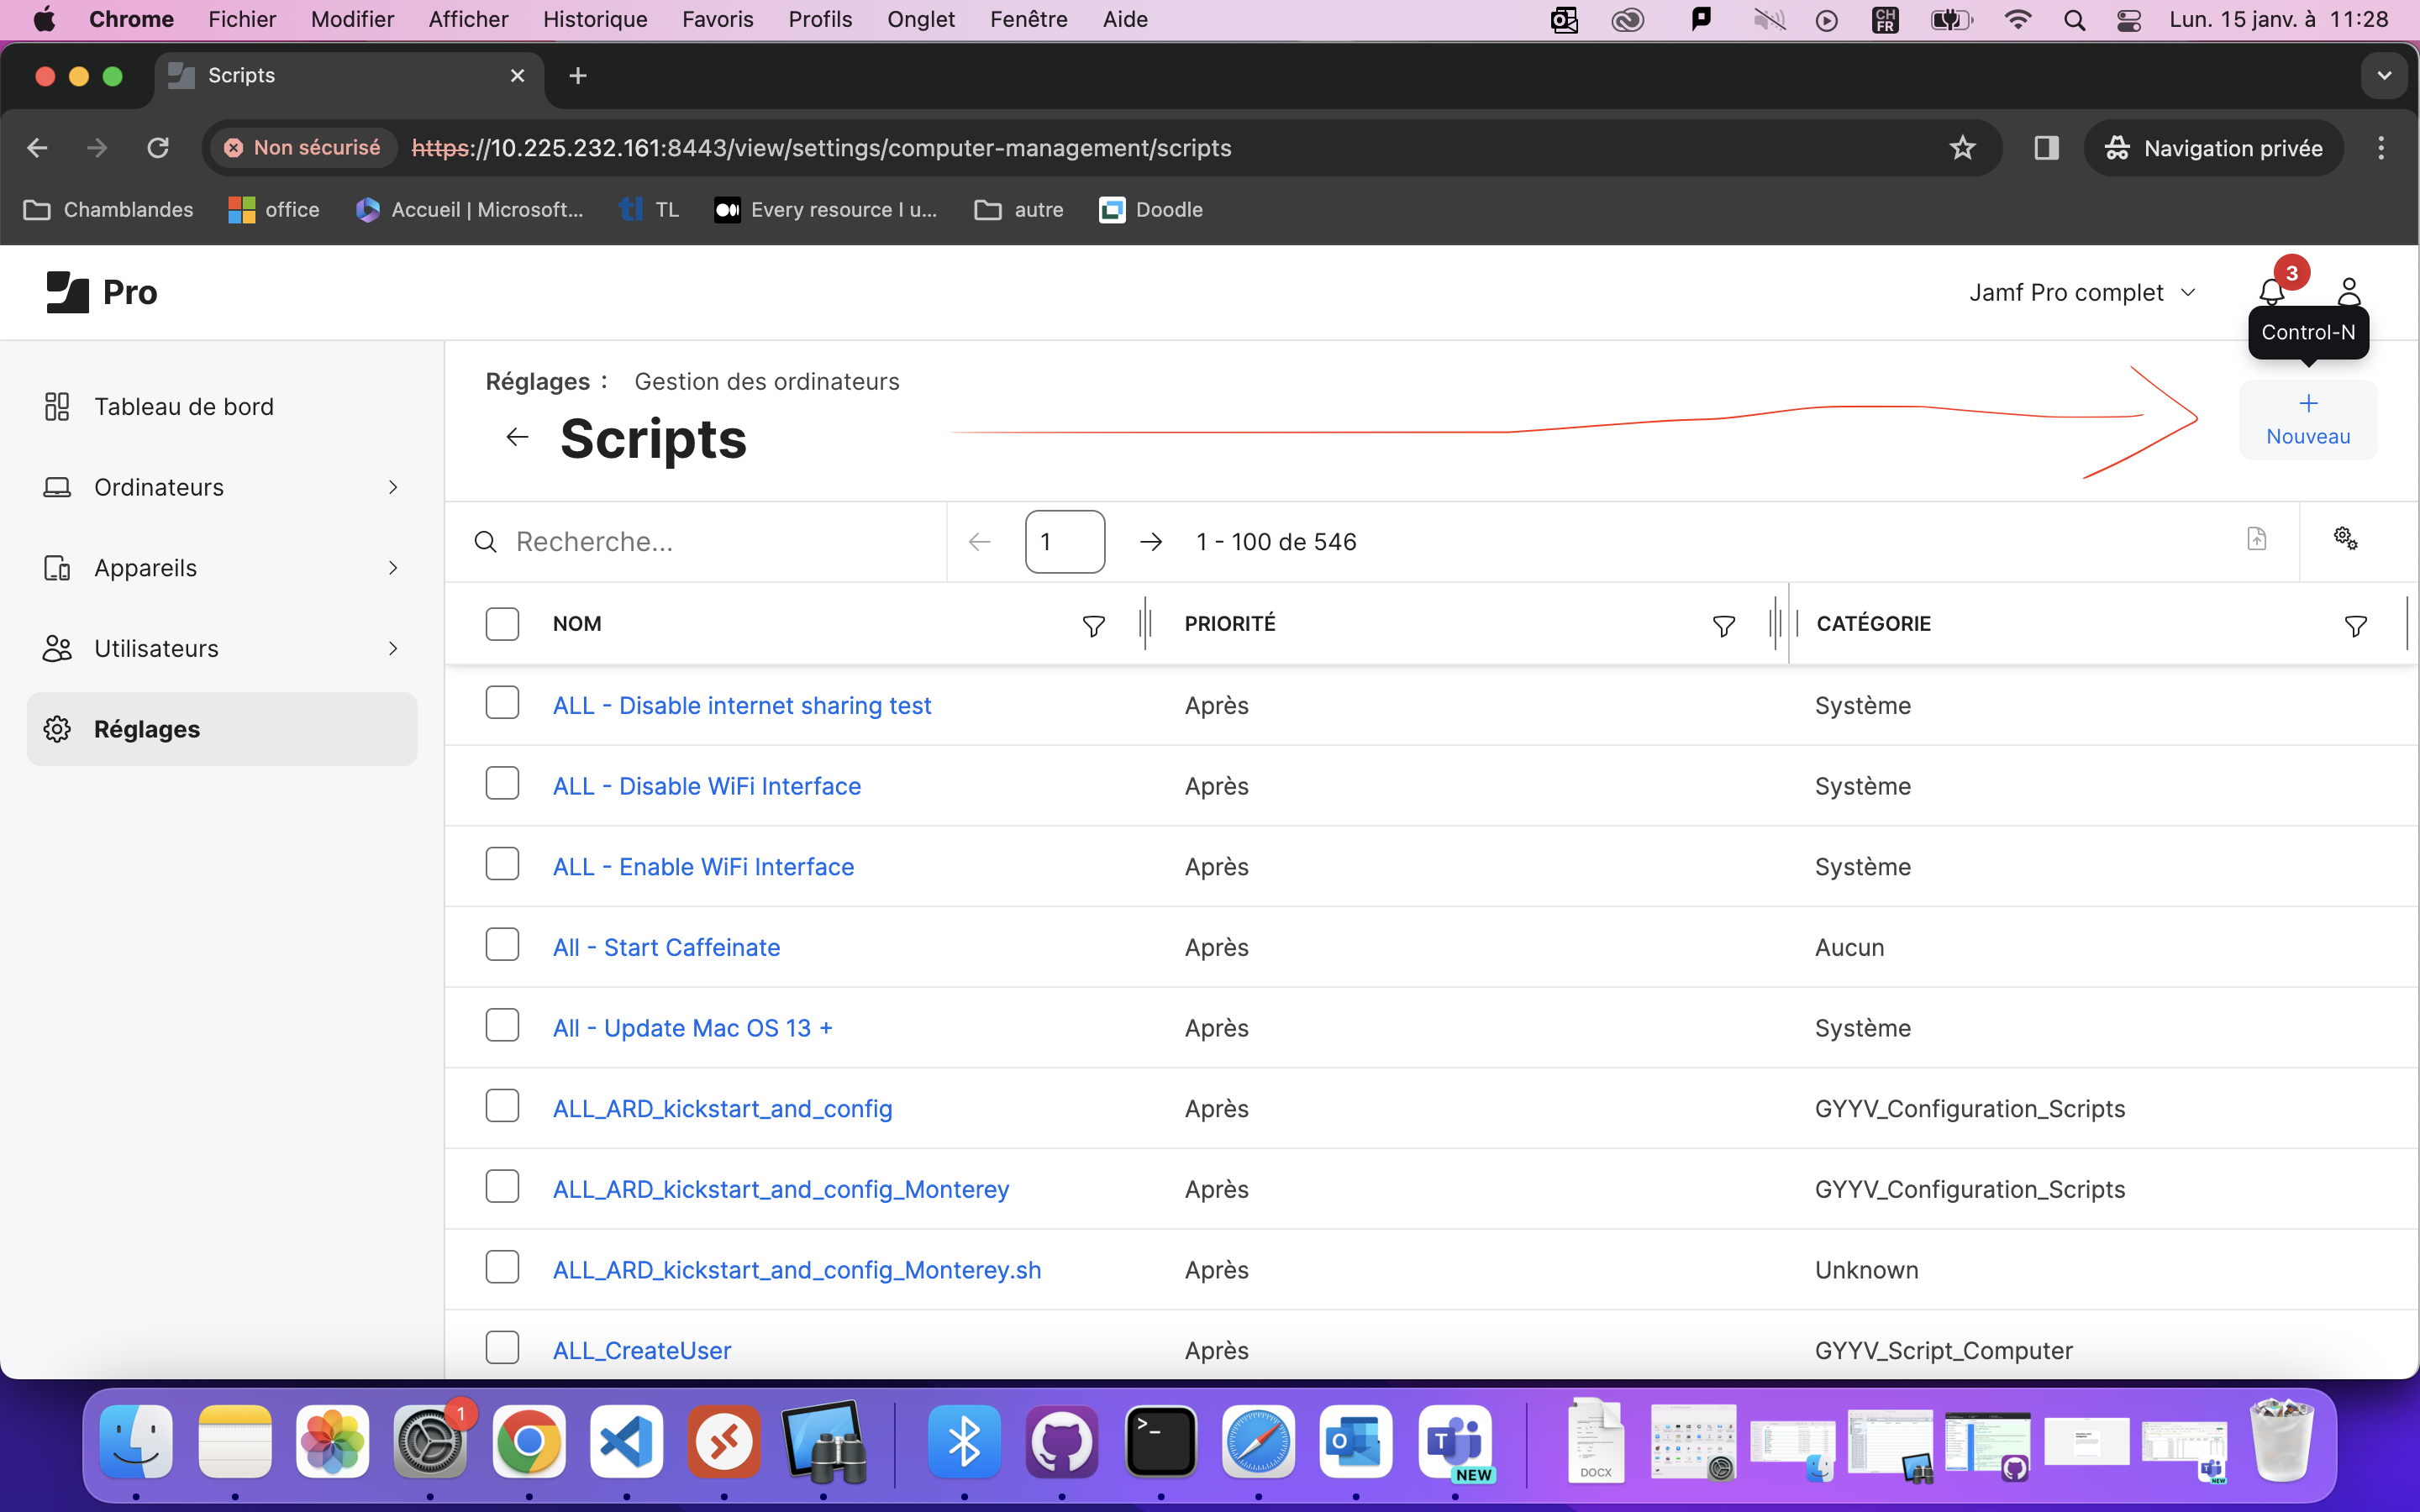 Chrome Fichier Modifier Afficher Historique Favoris Profils Onglet Fenêtre Aide CH FR Lun. 15 janv. à 11:28
Scripts
Non sécurisé https://10.225.232.161:8443/view/settings/computer-management/scripts Navigation privée
Chamblandes office Accueil | Microsoft... TL Every resource I u... autre Doodle
Pro Jamf Pro complet 3
Control-N
Réglages : Gestion des ordinateurs
Scripts
Nouveau
Tableau de bord
Ordinateurs
Appareils
Utilisateurs
Réglages
Recherche... 1 1 - 100 de 546
NOM PRIORITÉ CATÉGORIE
ALL - Disable internet sharing test Après Système
ALL - Disable WiFi Interface Après Système
ALL - Enable WiFi Interface Après Système
All - Start Caffeinate Après Aucun
All - Update Mac OS 13 + Après Système
ALL_ARD_kickstart_and_config Après GYYV_Configuration_Scripts
ALL_ARD_kickstart_and_config_Monterey Après GYYV_Configuration_Scripts
ALL_ARD_kickstart_and_config_Monterey.sh Après Unknown
ALL_CreateUser Après GYYV_Script_Computer
1
NEW
DOCX